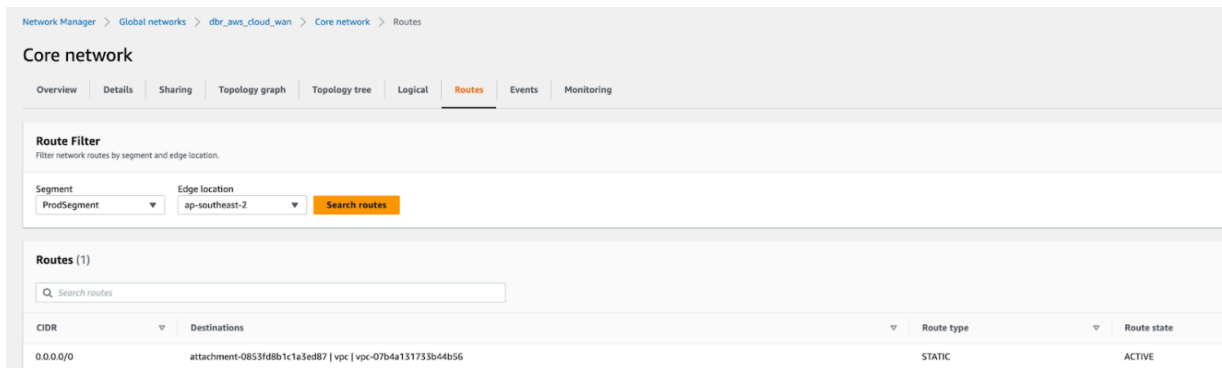 Network Manager > Global networks > dbr_aws_cloud_wan > Core network > Routes
Core network
Overview Details Sharing Topology graph Topology tree Logical Routes Events Monitoring
Route Filter
Filter network routes by segment and edge location.
Segment Edge location
ProdSegment ap-southeast-2 Search routes
Routes (1)
Search routes
CIDR Destinations Route type Route state
0.0.0.0/0 attachment-0853fd8b1c1a3ed87 | vpc | vpc-07b4a131733b44b56 STATIC ACTIVE